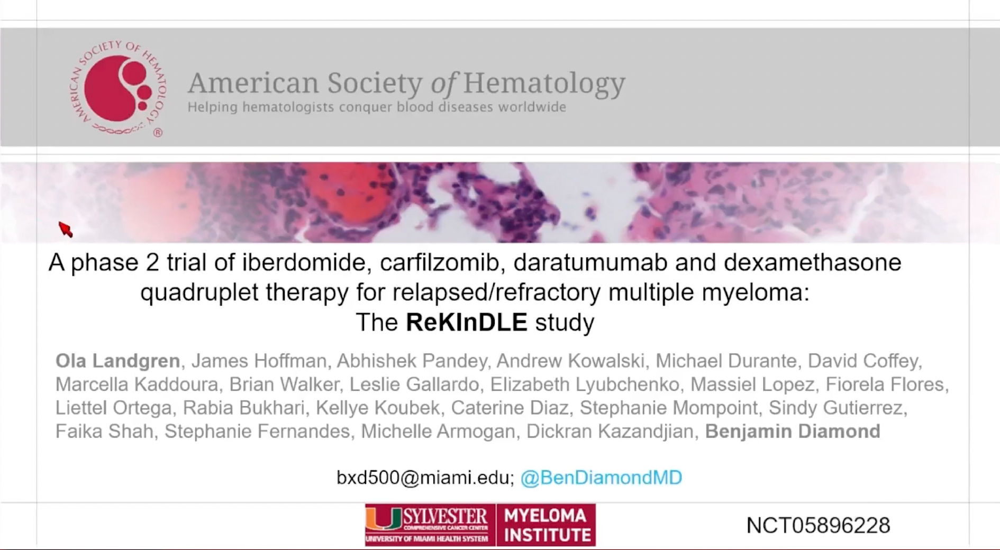 AMERICAN SOCIETY OF HEMATOLOGY
®
American Society of Hematology
Helping hematologists conquer blood diseases worldwide
A phase 2 trial of iberdomide, carfilzomib, daratumumab and dexamethasone
quadruplet therapy for relapsed/refractory multiple myeloma:
The ReKInDLE study
Ola Landgren, James Hoffman, Abhishek Pandey, Andrew Kowalski, Michael Durante, David Coffey,
Marcella Kaddoura, Brian Walker, Leslie Gallardo, Elizabeth Lyubchenko, Massiel Lopez, Fiorela Flores,
Liettel Ortega, Rabia Bukhari, Kellye Koubek, Caterine Diaz, Stephanie Mompoint, Sindy Gutierrez,
Faika Shah, Stephanie Fernandes, Michelle Armogan, Dickran Kazandjian, Benjamin Diamond
bxd500@miami.edu; @BenDiamondMD
SYLVESTER
COMPREHENSIVE CANCER CENTER
UNIVERSITY OF MIAMI HEALTH SYSTEM
MYELOMA
INSTITUTE
NCT05896228